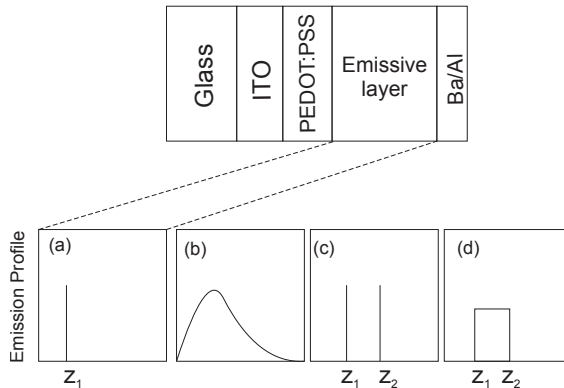 Glass
ITO
PEDOT:PSS
Emissive
layer
Ba/Al
Emission Profile
(a)
(b)
(c)
(d)
Z₁
Z₁ Z₂
Z₁ Z₂